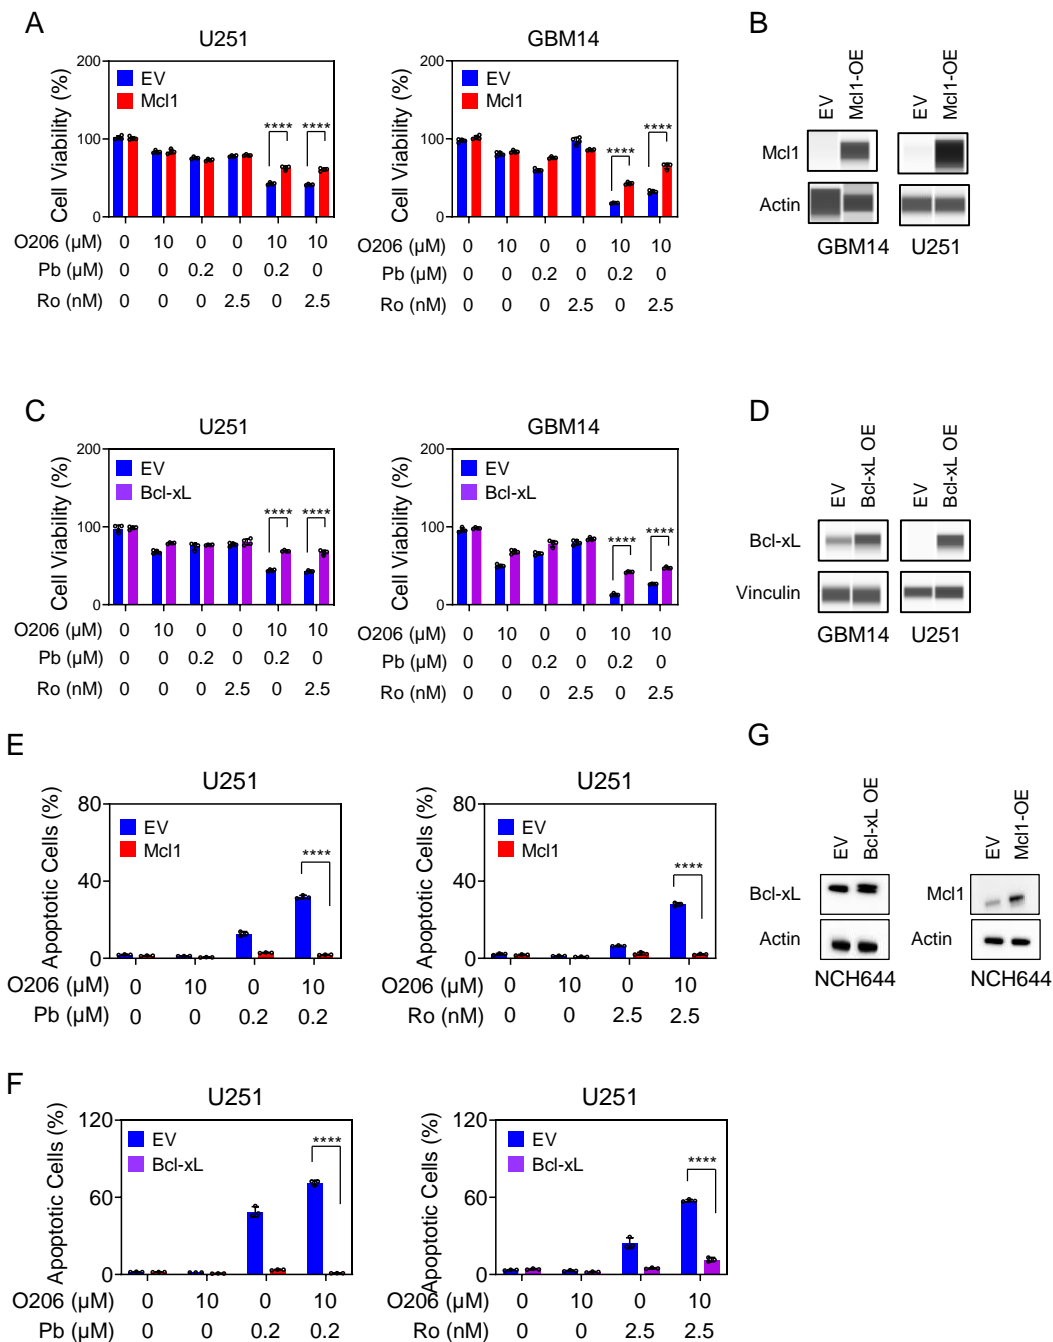 A
U251
Cell Viability (%)
200
100
0
EV
Mcl1
****
****
O206 (µM) 0 10 0 0 10 10
Pb (µM) 0 0 0.2 0 0.2 0
Ro (nM) 0 0 0 2.5 0 2.5
GBM14
Cell Viability (%)
200
100
0
EV
Mcl1
****
****
0 10 0 0 10 10
0 0 0.2 0 0.2 0
0 0 0 2.5 0 2.5
B
EV
Mcl1-OE
EV
Mcl1-OE
Mcl1
Actin
GBM14 U251
C
U251
Cell Viability (%)
200
100
0
EV
Bcl-xL
****
****
O206 (µM) 0 10 0 0 10 10
Pb (µM) 0 0 0.2 0 0.2 0
Ro (nM) 0 0 0 2.5 0 2.5
GBM14
Cell Viability (%)
200
100
0
EV
Bcl-xL
****
****
O206 (µM) 0 10 0 0 10 10
Pb (µM) 0 0 0.2 0 0.2 0
Ro (nM) 0 0 0 2.5 0 2.5
D
EV
Bcl-xL OE
EV
Bcl-xL OE
Bcl-xL
Vinculin
GBM14 U251
E
U251
Apoptotic Cells (%)
80
40
0
EV
Mcl1
****
O206 (µM) 0 10 0 10
Pb (µM) 0 0 0.2 0.2
U251
Apoptotic Cells (%)
80
40
0
EV
Mcl1
****
O206 (µM) 0 10 0 10
Ro (nM) 0 0 2.5 2.5
G
EV
Bcl-xL OE
Bcl-xL
Actin
NCH644
EV
Mcl1-OE
Mcl1
Actin
NCH644
F
U251
Apoptotic Cells (%)
120
60
0
EV
Bcl-xL
****
O206 (µM) 0 10 0 10
Pb (µM) 0 0 0.2 0.2
U251
Apoptotic Cells (%)
120
60
0
EV
Bcl-xL
****
O206 (µM) 0 10 0 10
Ro (nM) 0 0 2.5 2.5